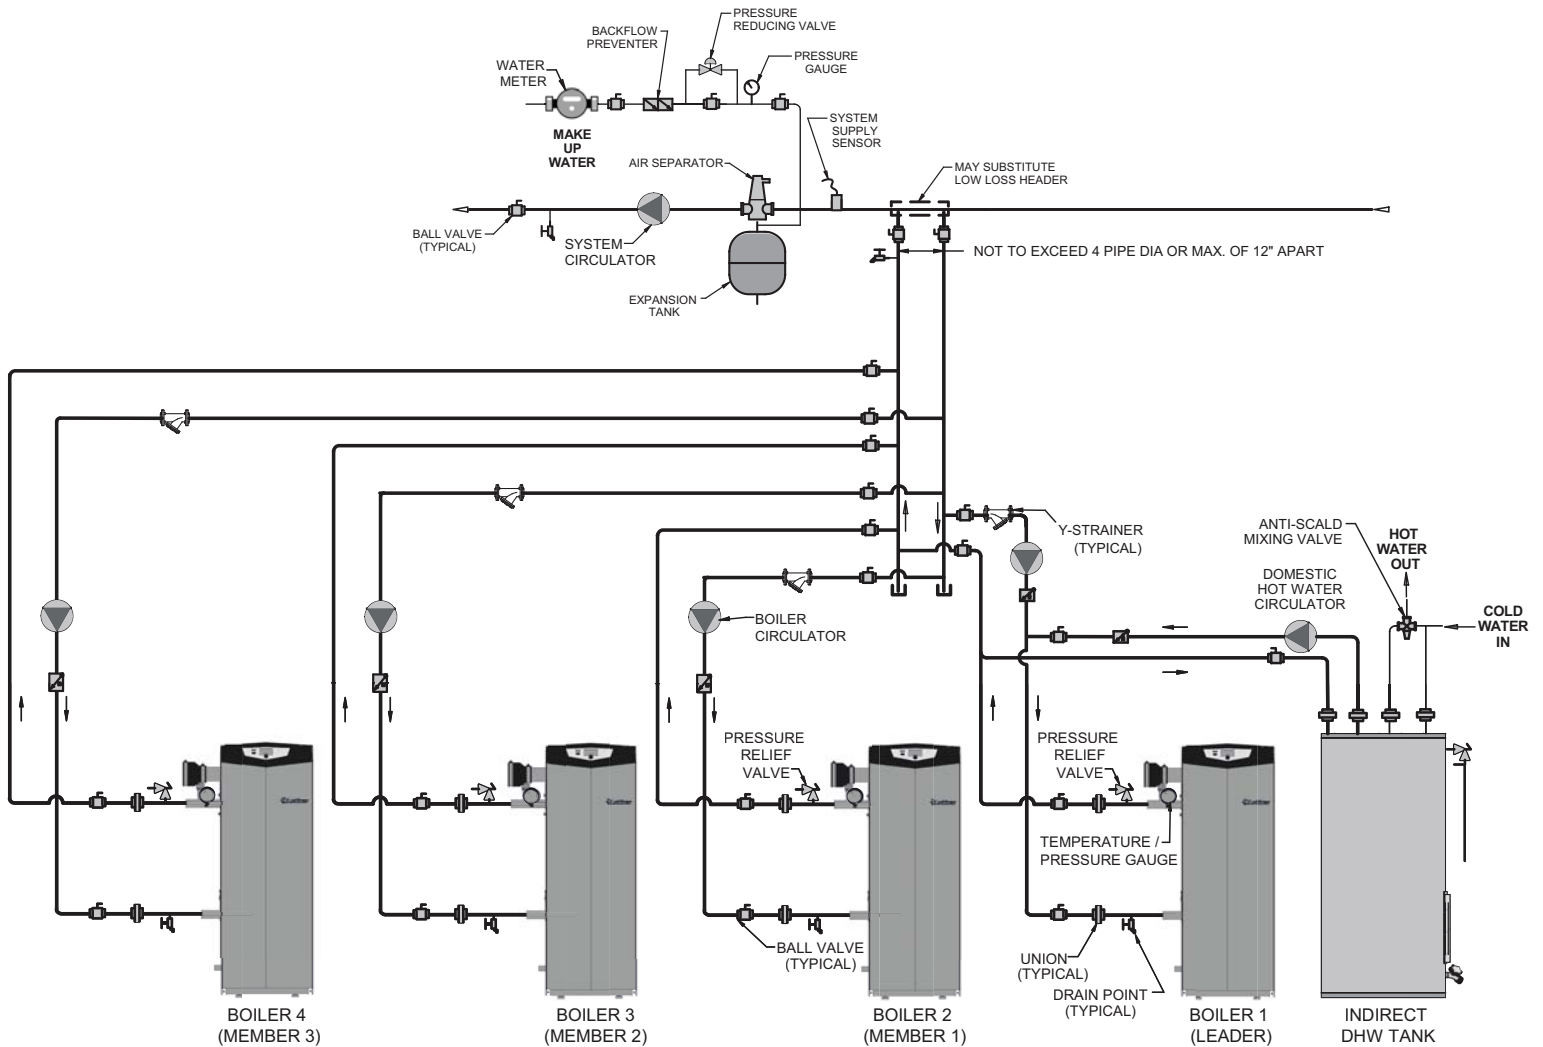 PRESSURE
REDUCING VALVE
BACKFLOW
PREVENTER
PRESSURE
GAUGE
WATER
METER
MAKE
UP
WATER
SYSTEM
SUPPLY
SENSOR
AIR SEPARATOR
MAY SUBSTITUTE
LOW LOSS HEADER
BALL VALVE
(TYPICAL)
SYSTEM
CIRCULATOR
NOT TO EXCEED 4 PIPE DIA OR MAX. OF 12" APART
EXPANSION
TANK
Y-STRAINER
(TYPICAL)
ANTI-SCALD
MIXING VALVE
HOT
WATER
OUT
DOMESTIC
HOT WATER
CIRCULATOR
COLD
WATER
IN
BOILER
CIRCULATOR
PRESSURE
RELIEF
VALVE
PRESSURE
RELIEF
VALVE
TEMPERATURE /
PRESSURE GAUGE
BALL VALVE
(TYPICAL)
UNION
(TYPICAL)
DRAIN POINT
(TYPICAL)
BOILER 4
(MEMBER 3)
BOILER 3
(MEMBER 2)
BOILER 2
(MEMBER 1)
BOILER 1
(LEADER)
INDIRECT
DHW TANK